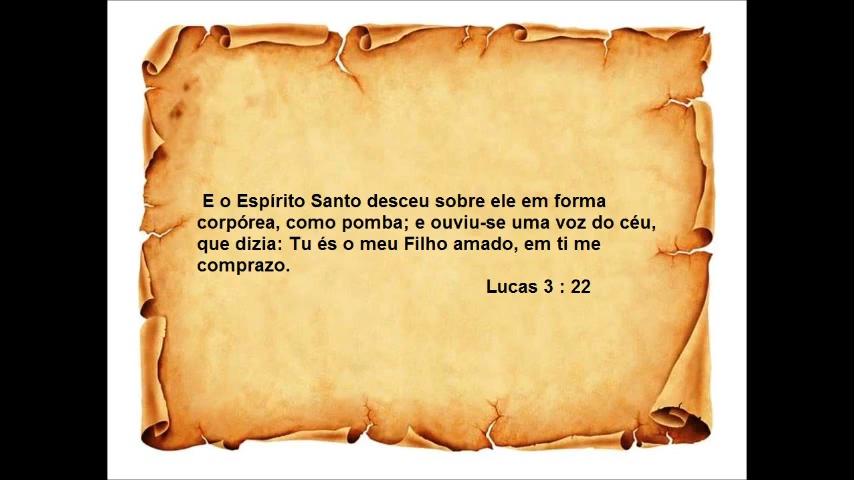 E o Espírito Santo desceu sobre ele em forma
corpórea, como pomba; e ouviu-se uma voz do céu,
que dizia: Tu és o meu Filho amado, em ti me
comprazo.
Lucas 3 : 22